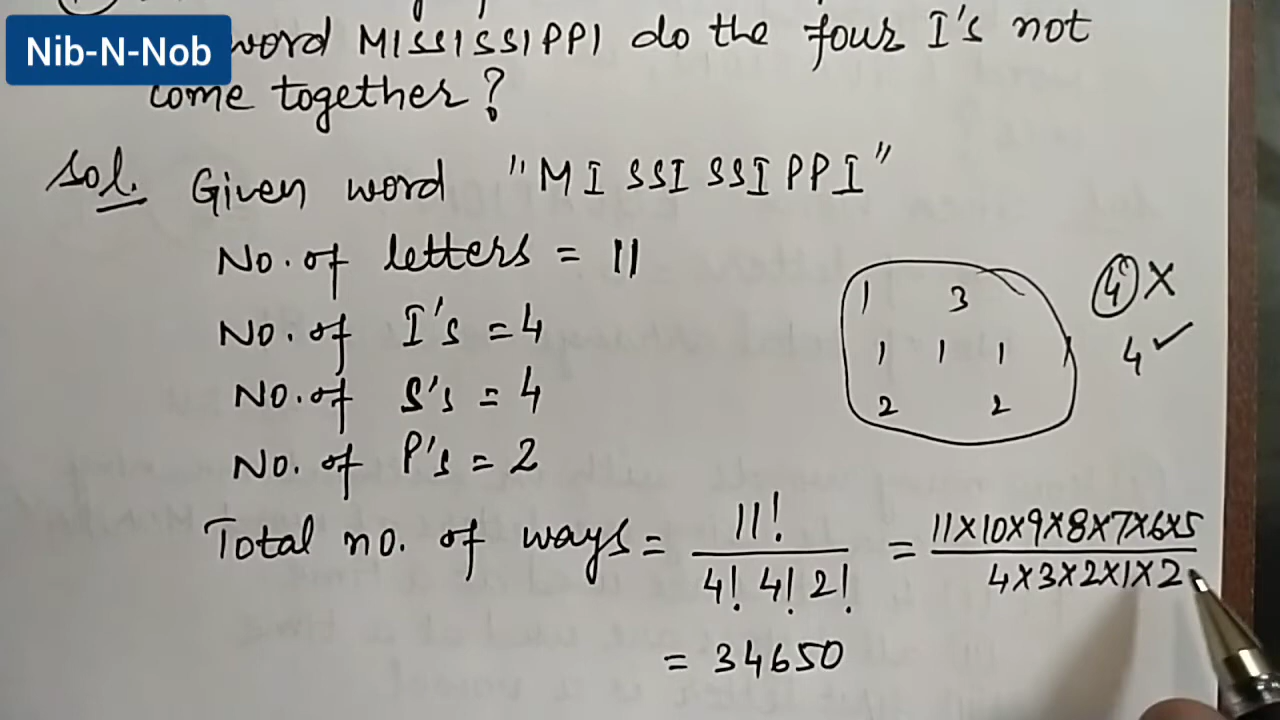 Nib-N-Nob
word MISSISSIPPI do the four I's not
come together?
Sol. Given word "MISSISSIPPI"
No. of letters = 11
No. of I's = 4
No. of S's = 4
No. of P's = 2
1 3
1 1 1 1
2 2
4 X
4 ✓
Total no. of ways = 11! / 4! 4! 2! = 11×10×9×8×7×6×5 / 4×3×2×1×2
= 34650